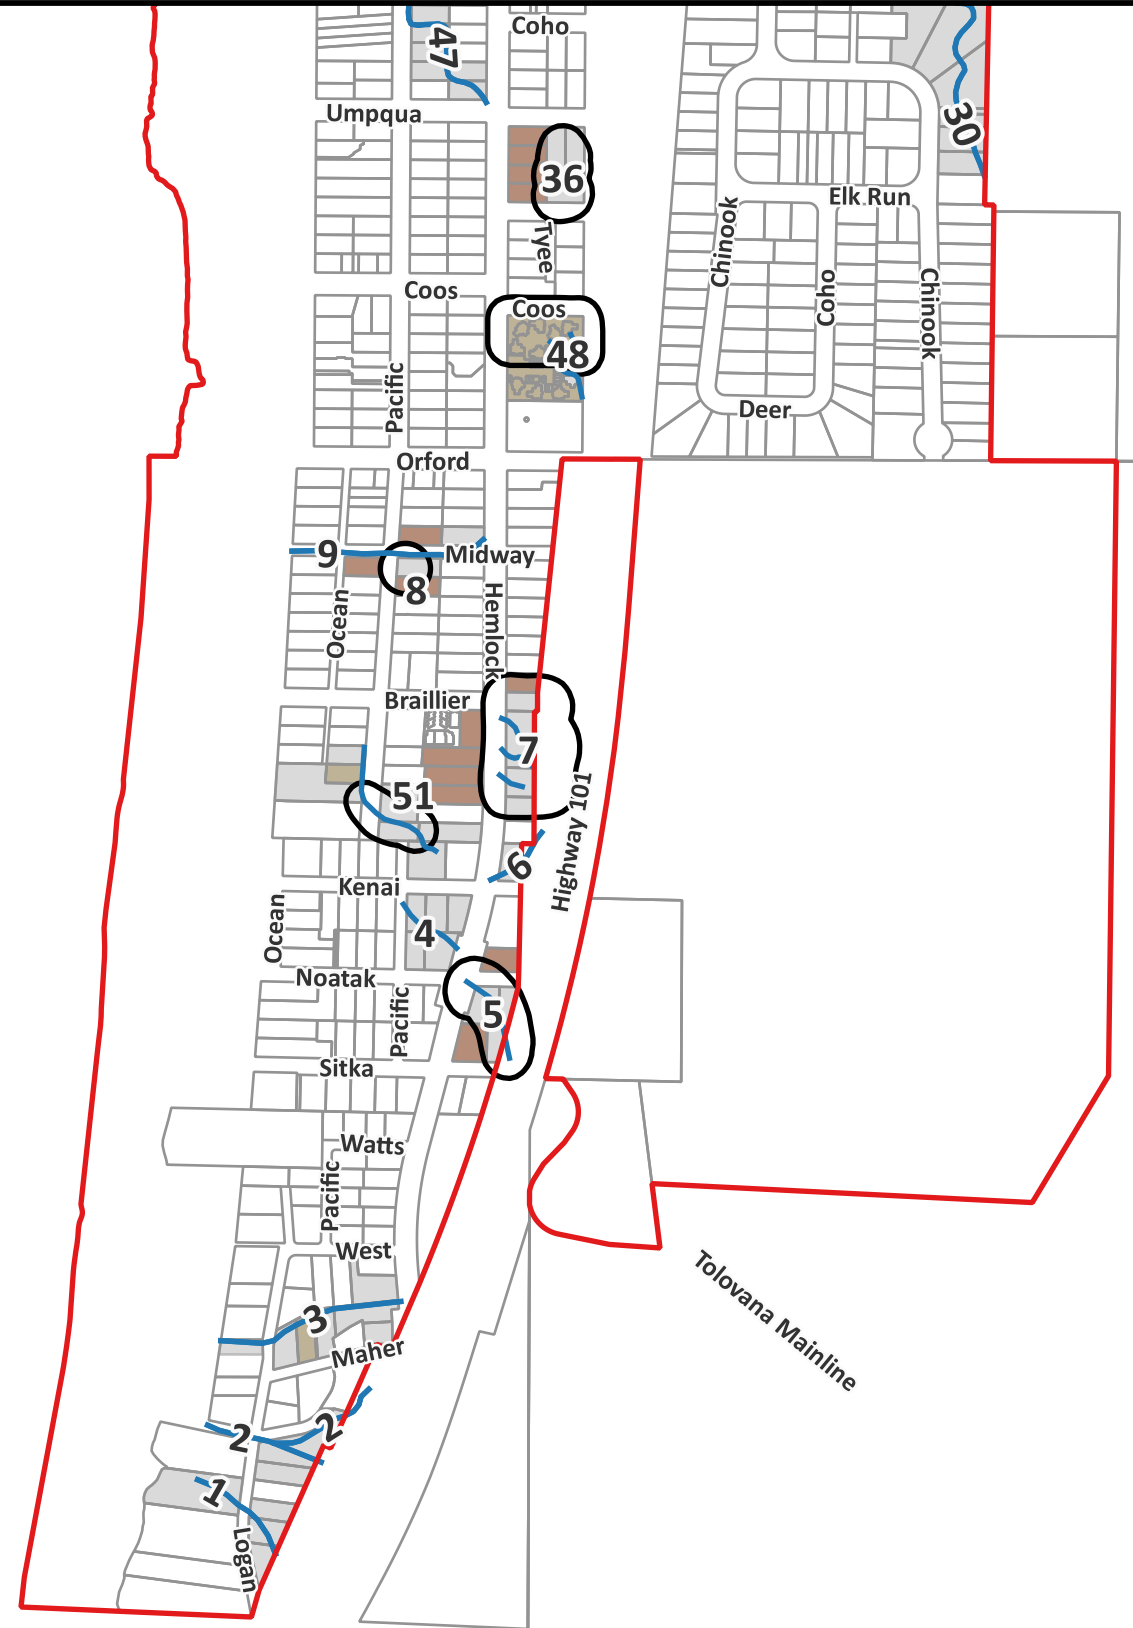 Coho
47
Umpqua
30
36
Elk Run
Tyee
Chinook
Coos
Coho
Chinook
Coos
48
Pacific
Deer
Orford
9
Midway
8
Ocean
Hemlock
Braillier
7
51
Highway 101
6
Kenai
Ocean
4
Noatak
5
Pacific
Sitka
Watts
Pacific
West
Tolovana Mainline
3
Maher
2
2
1
Logan